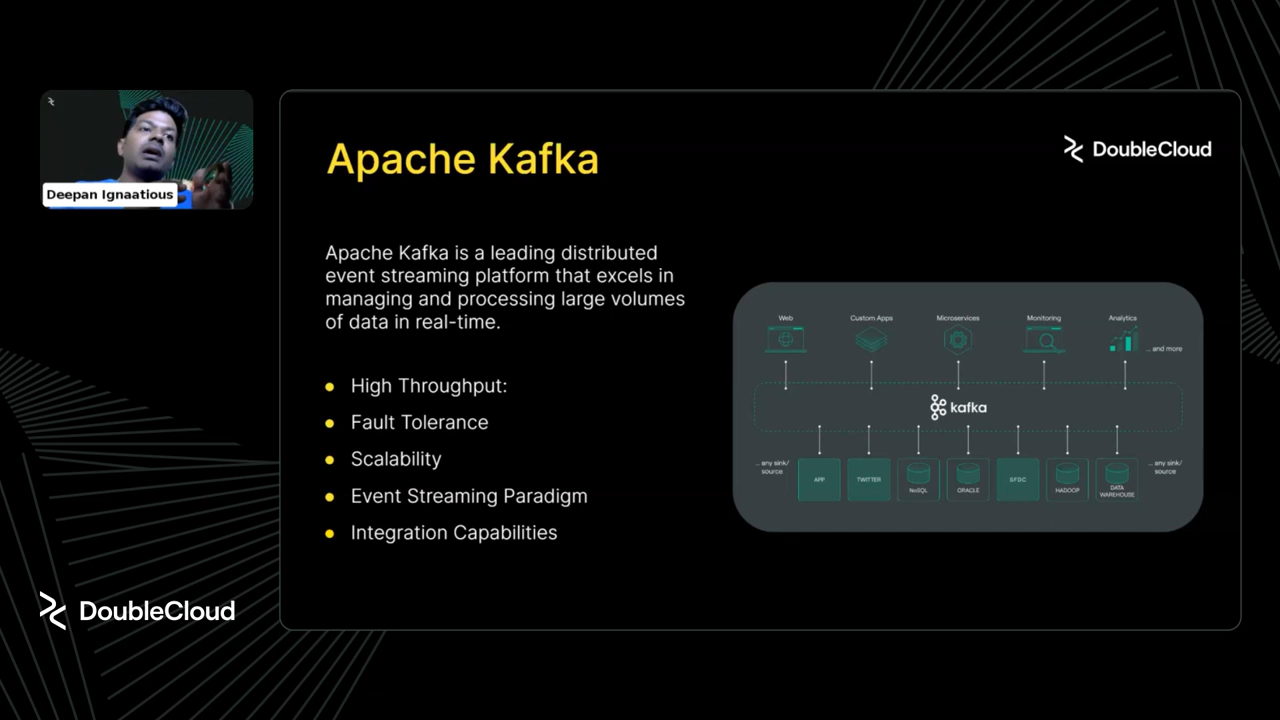 Deepan Ignaatious
DoubleCloud
Apache Kafka
DoubleCloud
Apache Kafka is a leading distributed
event streaming platform that excels in
managing and processing large volumes
of data in real-time.
High Throughput:
Fault Tolerance
Scalability
Event Streaming Paradigm
Integration Capabilities
Web
Custom Apps
Microservices
Monitoring
Analytics
... and more
kafka
... any sink/
source
APP
TWITTER
NoSQL
ORACLE
SFDC
HADOOP
DATA
WAREHOUSE
... any sink/
source